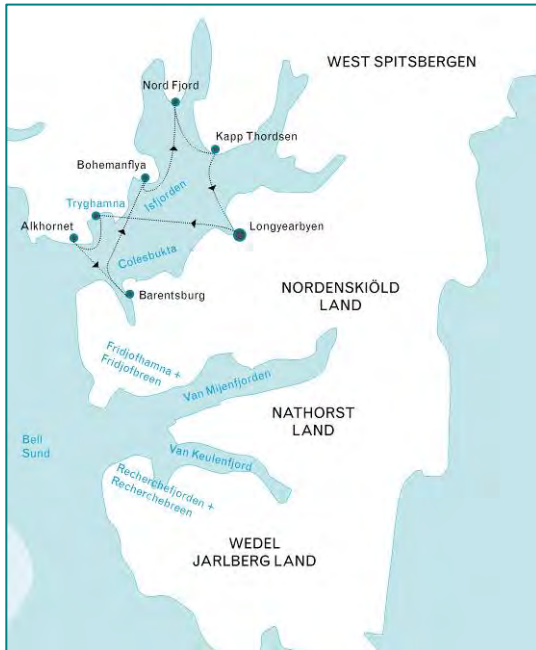 WEST SPITSBERGEN
Nord Fjord
Kapp Thordsen
Bohemanflya
Isfjorden
Tryghamna
Alkhornet
Longyearbyen
Colesbukta
Barentsburg
NORDENSKIÖLD
LAND
Fridjofhamna +
Fridjofbreen
Van Mijenfjorden
NATHORST
LAND
Bell
Sund
Van Keulenfjord
Recherchefjorden +
Recherchebreen
WEDEL
JARLBERG LAND